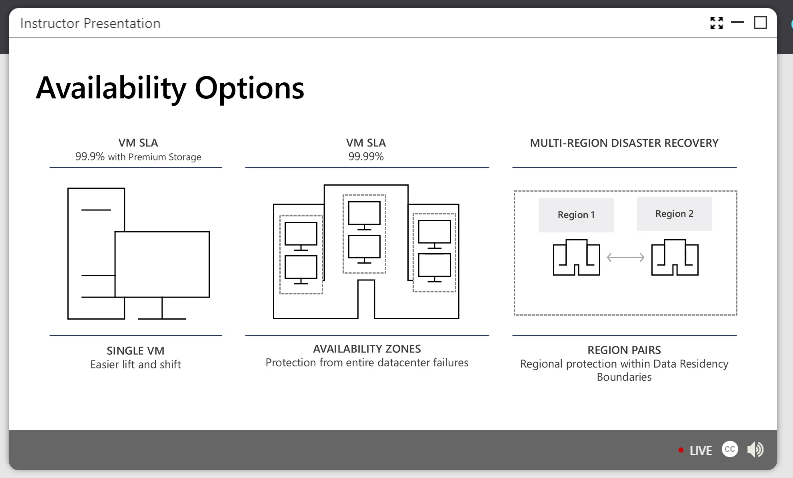 Instructor Presentation
Availability Options
VM SLA
99.9% with Premium Storage
VM SLA
99.99%
MULTI-REGION DISASTER RECOVERY
Region 1
Region 2
SINGLE VM
Easier lift and shift
AVAILABILITY ZONES
Protection from entire datacenter failures
REGION PAIRS
Regional protection within Data Residency
Boundaries
LIVE
CC